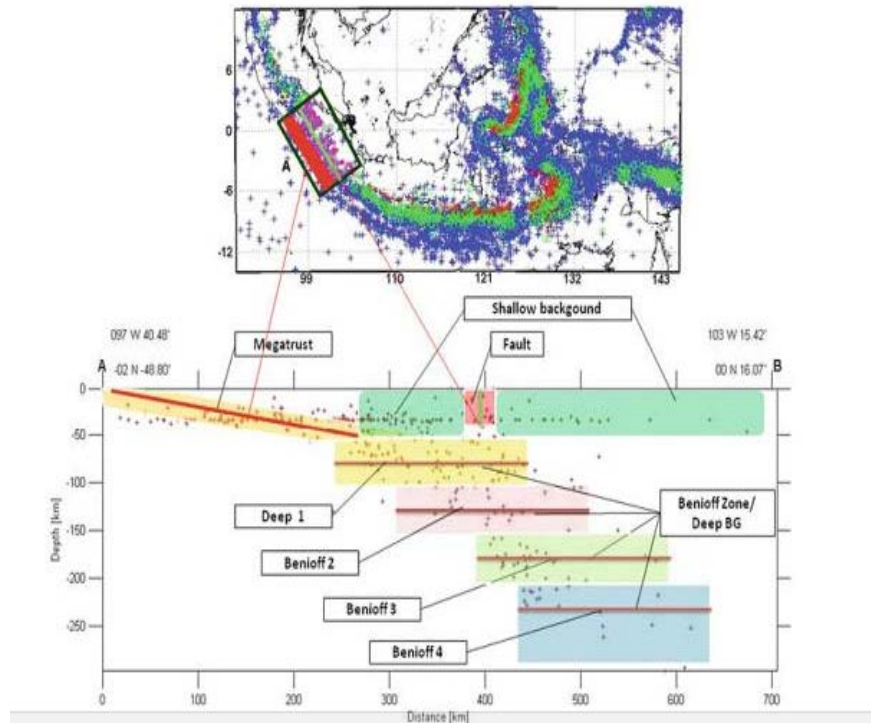 6
0
-6
-12
A
99 110 121 132 143
Shallow backgound
097 W 40.48'
103 W 15.42'
Megatrust
Fault
A
-02 N -48.80'
00 N 16.07'
B
0
-50
-100
-150
-200
-250
Depth [km]
Deep 1
Benioff Zone/
Deep BG
Benioff 2
Benioff 3
Benioff 4
0 100 200 300 400 500 600 700
Distance [km]